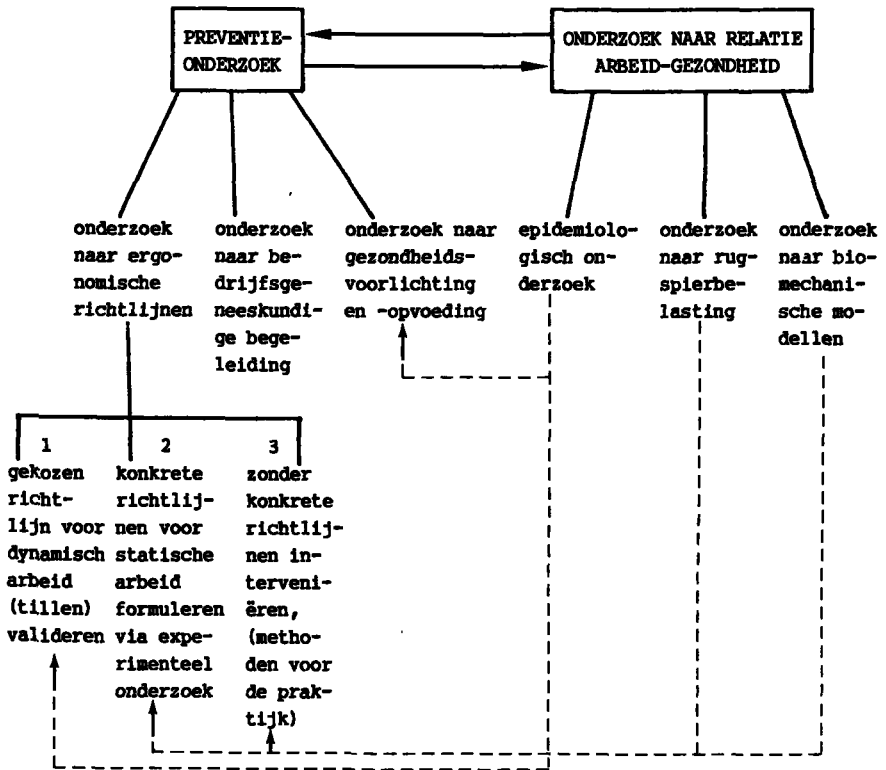 PREVENTIE-
ONDERZOEK
ONDERZOEK NAAR RELATIE
ARBEID-GEZONDHEID
onderzoek
naar ergo-
nomische
richtlijnen
onderzoek
naar be-
drijfsge-
neeskundi-
ge bege-
leiding
onderzoek naar
gezondheids-
voorlichting
en -opvoeding
epidemiolo-
gisch on-
derzoek
onderzoek
naar rug-
spierbe-
lasting
onderzoek
naar bio-
mechani-
sche mo-
dellen
1
gekozen
richt-
lijn voor
dynamisch
arbeid
(tillen)
valideren
2
konkrete
richtlij-
nen voor
statische
arbeid
formuleren
via expe-
rimenteel
onderzoek
3
zonder
konkrete
richtlij-
nen in-
terveni-
ëren,
(metho-
den voor
de prak-
tijk)